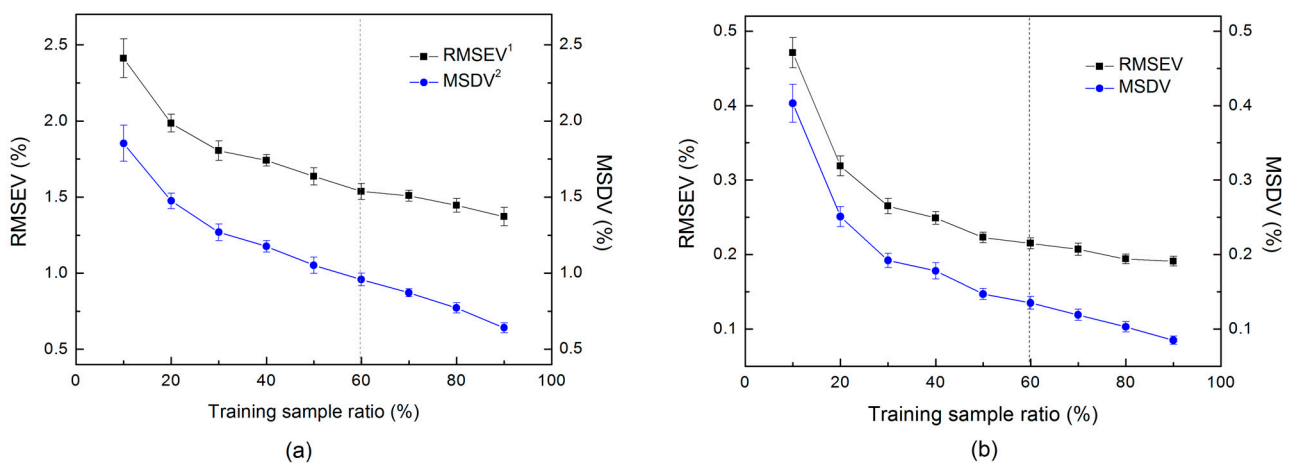 2.5
2.0
1.5
1.0
0.5
RMSEV (%)
RMSEV¹
MSDV²
2.5
2.0
1.5
1.0
0.5
MSDV (%)
0 20 40 60 80 100
Training sample ratio (%)
(a)
0.5
0.4
0.3
0.2
0.1
RMSEV (%)
RMSEV
MSDV
0.5
0.4
0.3
0.2
0.1
MSDV (%)
0 20 40 60 80 100
Training sample ratio (%)
(b)